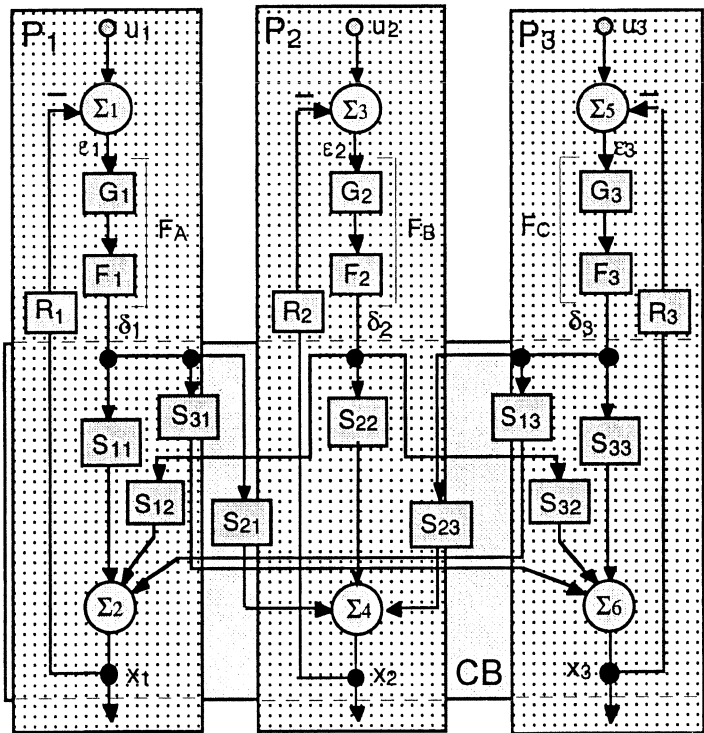 P1 u1 P2 u2 P3 u3
− Σ1 − Σ3 Σ5 −
ε1 ε2 ε3
G1 G2 G3
FA FB FC
F1 F2 F3
R1 R2 R3
δ1 δ2 δ3
S31 S22 S13
S11 S33
S12 S21 S23 S32
Σ2 Σ4 Σ6
x1 x2 CB x3